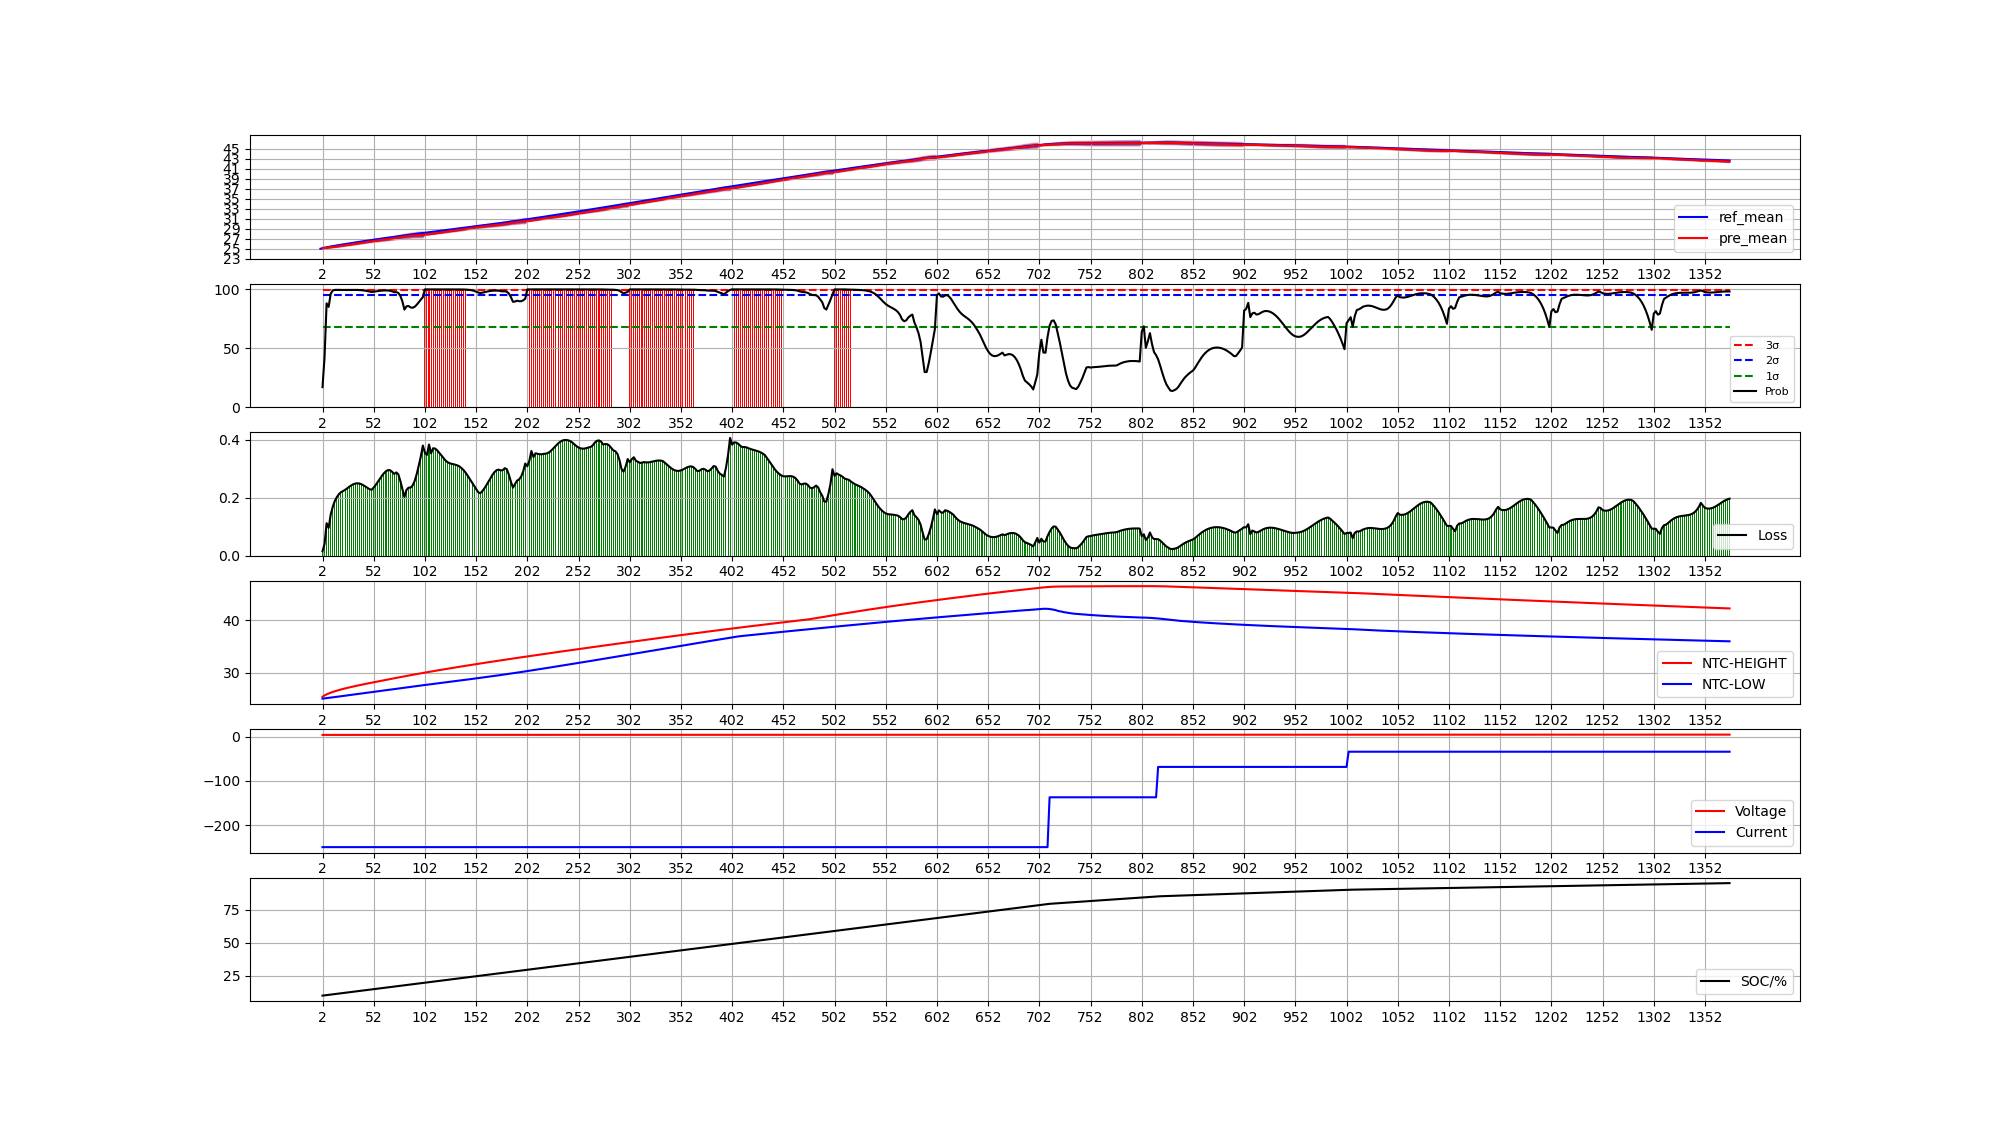 45
43
41
39
37
35
33
31
29
27
25
23
ref_mean
pre_mean
2 52 102 152 202 252 302 352 402 452 502 552 602 652 702 752 802 852 902 952 1002 1052 1102 1152 1202 1252 1302 1352
100
50
0
3σ
2σ
1σ
Prob
2 52 102 152 202 252 302 352 402 452 502 552 602 652 702 752 802 852 902 952 1002 1052 1102 1152 1202 1252 1302 1352
0.4
0.2
0.0
Loss
2 52 102 152 202 252 302 352 402 452 502 552 602 652 702 752 802 852 902 952 1002 1052 1102 1152 1202 1252 1302 1352
40
30
NTC-HEIGHT
NTC-LOW
2 52 102 152 202 252 302 352 402 452 502 552 602 652 702 752 802 852 902 952 1002 1052 1102 1152 1202 1252 1302 1352
0
−100
−200
Voltage
Current
2 52 102 152 202 252 302 352 402 452 502 552 602 652 702 752 802 852 902 952 1002 1052 1102 1152 1202 1252 1302 1352
75
50
25
SOC/%
2 52 102 152 202 252 302 352 402 452 502 552 602 652 702 752 802 852 902 952 1002 1052 1102 1152 1202 1252 1302 1352